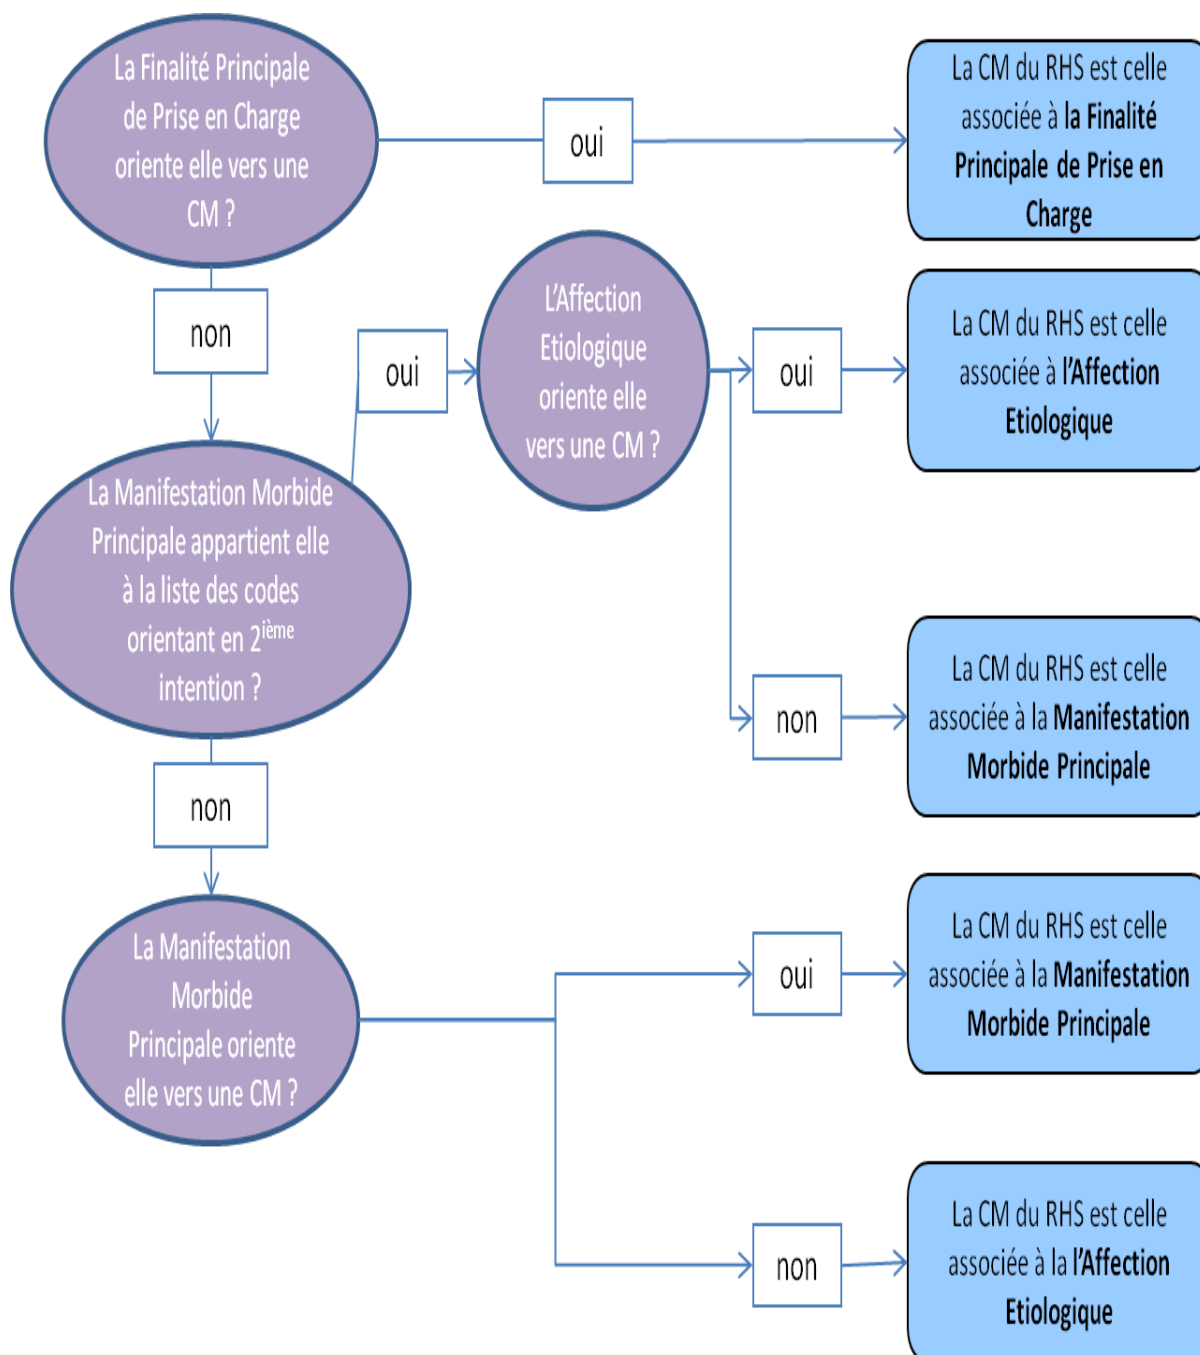 La Finalité Principale
de Prise en Charge
oriente elle vers une
CM ?
oui
La CM du RHS est celle
associée à la Finalité
Principale de Prise en
Charge
non
oui
L'Affection
Etiologique
oriente elle
vers une CM ?
oui
La CM du RHS est celle
associée à l'Affection
Etiologique
La Manifestation Morbide
Principale appartient elle
à la liste des codes
orientant en 2ième
intention ?
non
La CM du RHS est celle
associée à la Manifestation
Morbide Principale
non
La Manifestation
Morbide
Principale oriente
elle vers une CM ?
oui
La CM du RHS est celle
associée à la Manifestation
Morbide Principale
non
La CM du RHS est celle
associée à la l'Affection
Etiologique